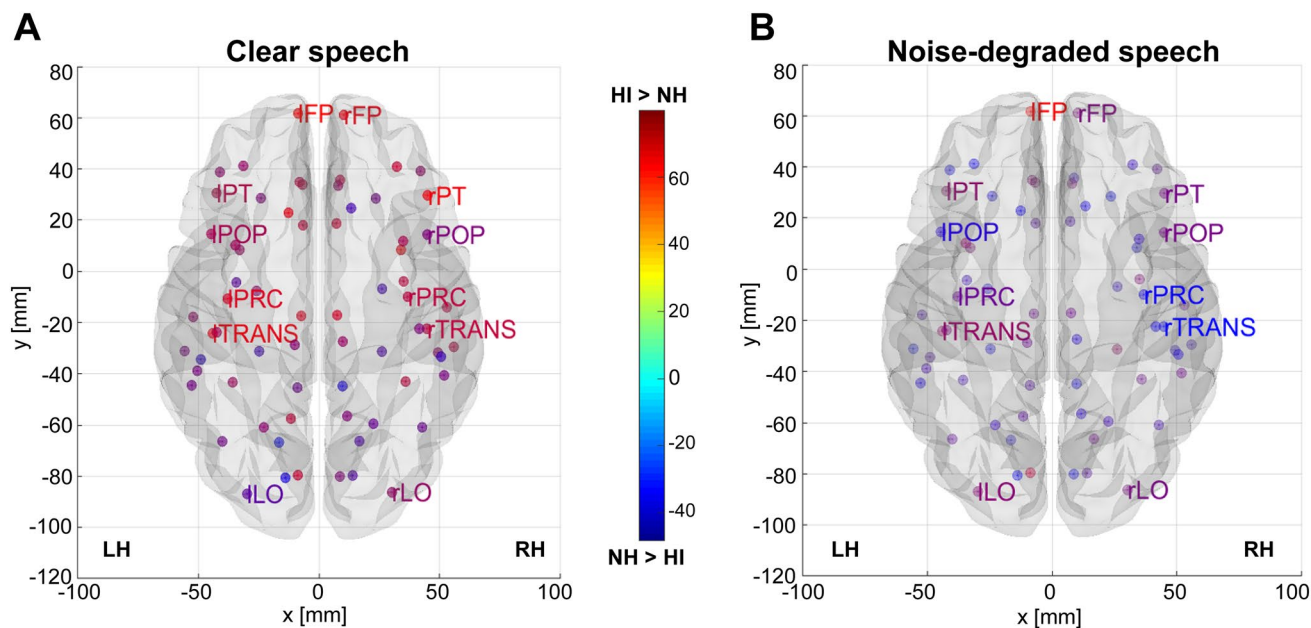 A
Clear speech
80
60
40
20
0
-20
-40
-60
-80
-100
-120
y [mm]
lFP rFP
lPT rPT
lPOP rPOP
lPRC rPRC
lTRANS rTRANS
lLO rLO
LH RH
-100 -50 0 50 100
x [mm]
HI > NH
60
40
20
0
-20
-40
NH > HI
B
Noise-degraded speech
80
60
40
20
0
-20
-40
-60
-80
-100
-120
y [mm]
lFP rFP
lPT rPT
lPOP rPOP
lPRC rPRC
lTRANS rTRANS
lLO rLO
LH RH
-100 -50 0 50 100
x [mm]